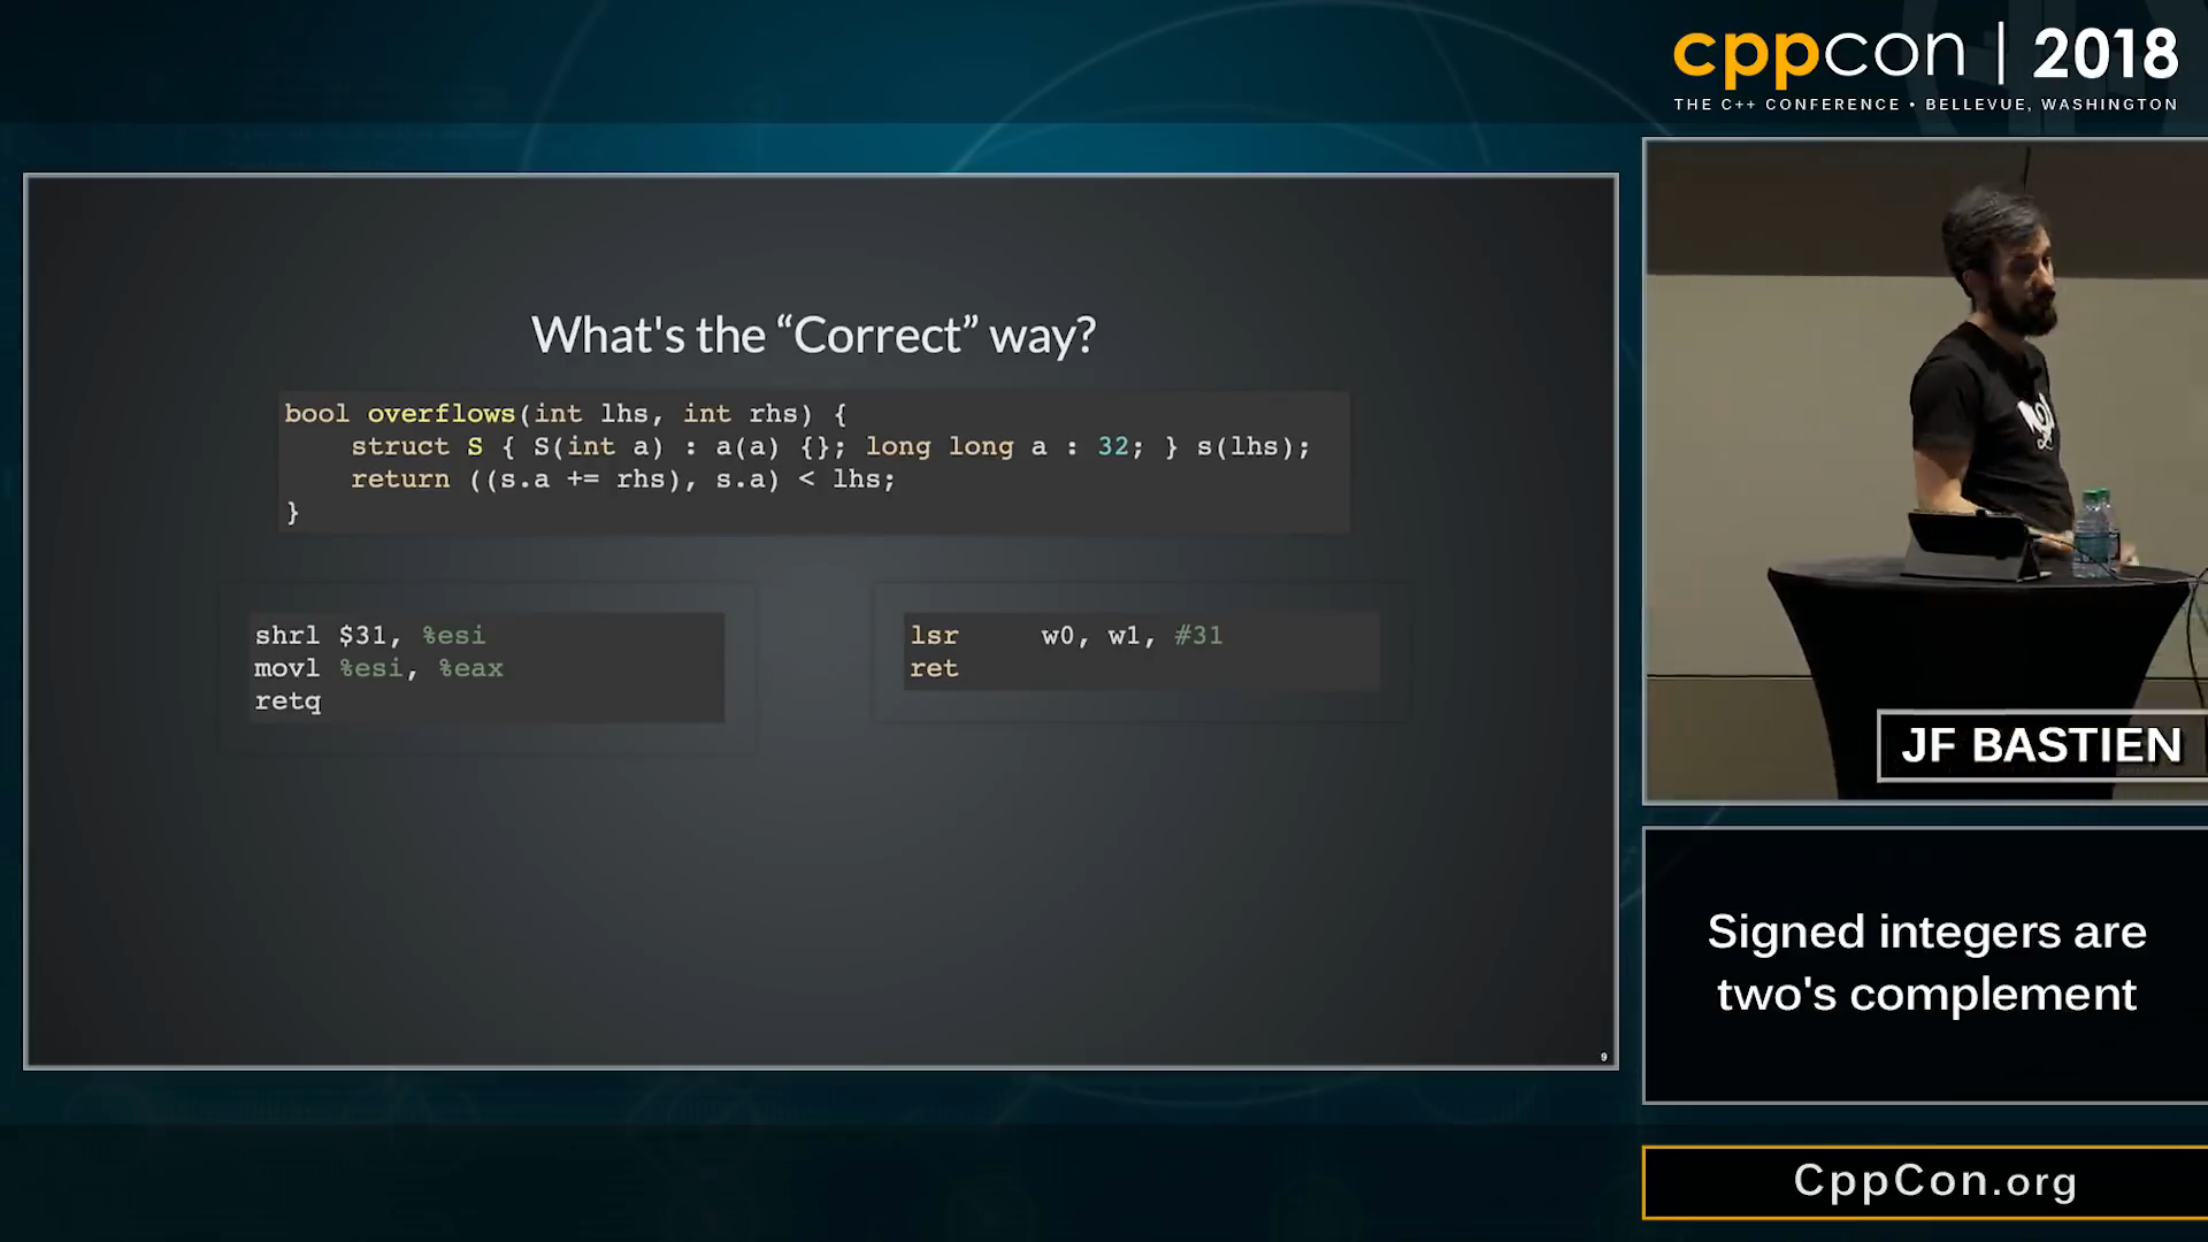 cppcon | 2018
THE C++ CONFERENCE • BELLEVUE, WASHINGTON
What's the “Correct” way?
bool overflows(int lhs, int rhs) {
    struct S { S(int a) : a(a) {}; long long a : 32; } s(lhs);
    return ((s.a += rhs), s.a) < lhs;
}
shrl $31, %esi
movl %esi, %eax
retq
lsr     w0, w1, #31
ret
9
JF BASTIEN
Signed integers are
two's complement
CppCon.org